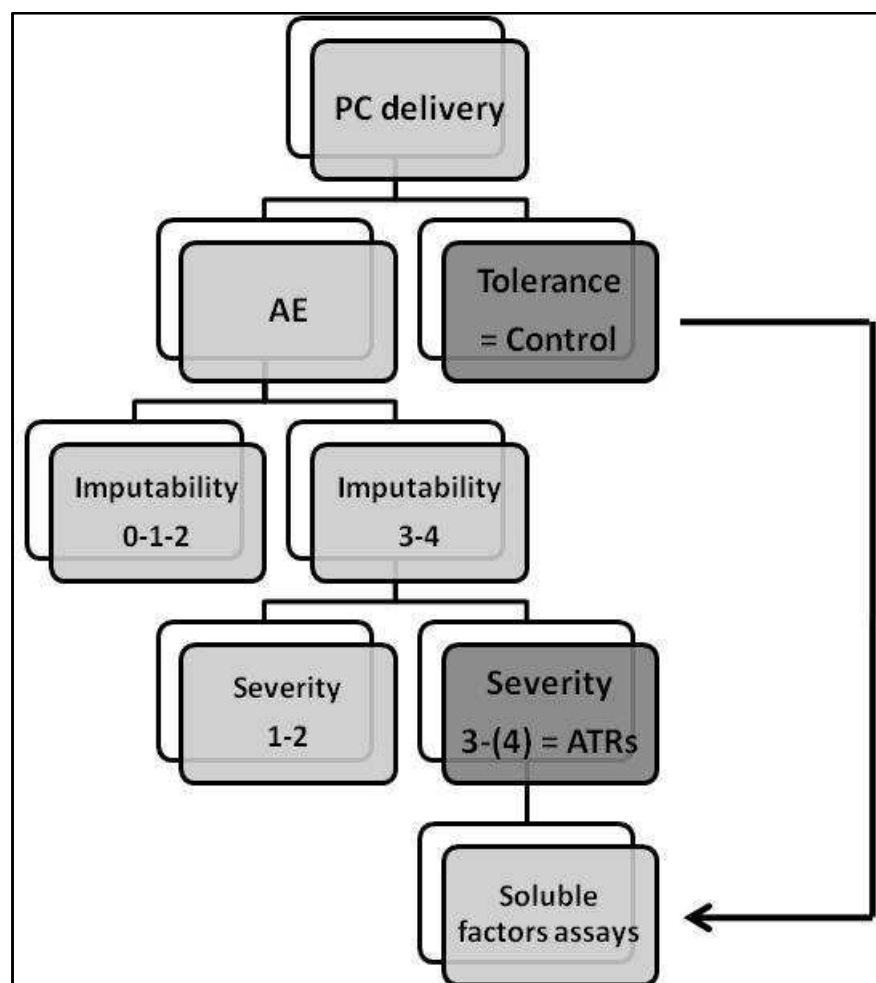 PC delivery
AE
Tolerance
= Control
Imputability
0-1-2
Imputability
3-4
Severity
1-2
Severity
3-(4) = ATRs
Soluble
factors assays